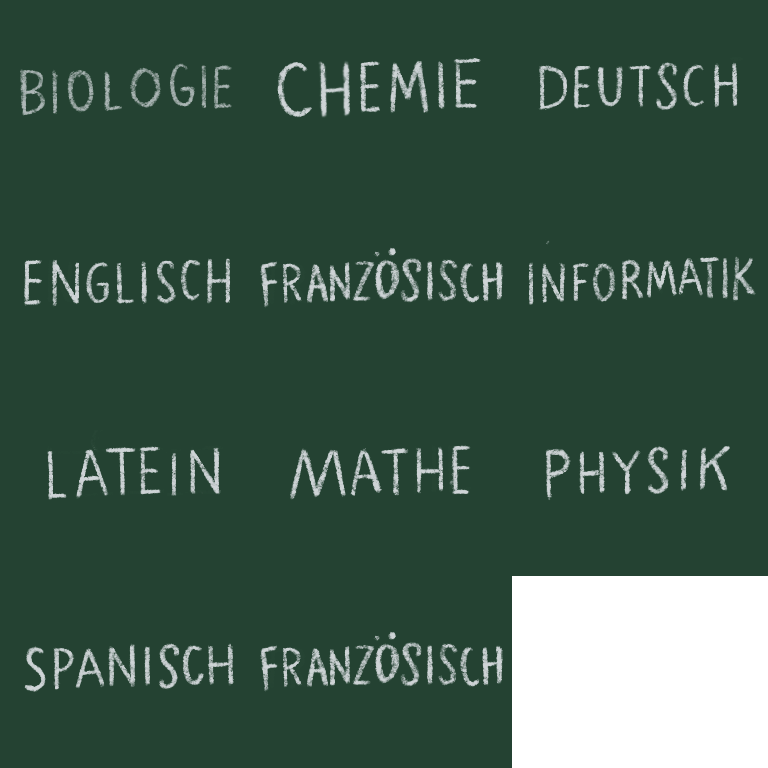 BIOLOGIE CHEMIE DEUTSCH
ENGLISCH FRANZÖSISCH INFORMATIK
LATEIN MATHE PHYSIK
SPANISCH FRANZÖSISCH